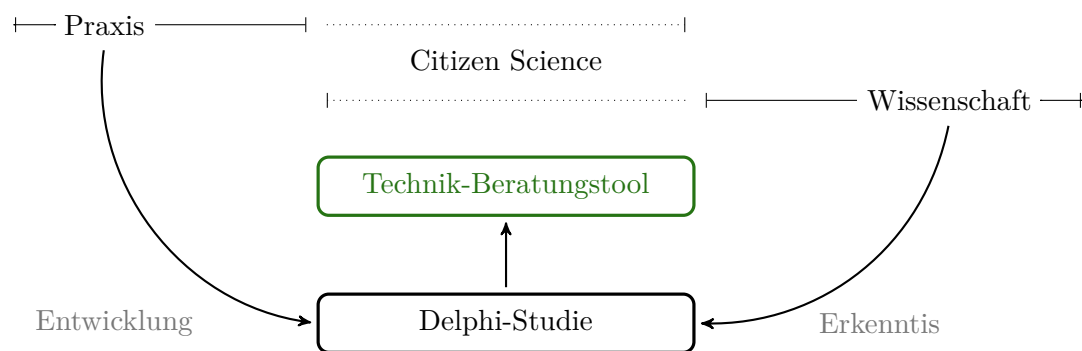 Praxis
Citizen Science
Wissenschaft
Technik-Beratungstool
Entwicklung
Delphi-Studie
Erkenntis